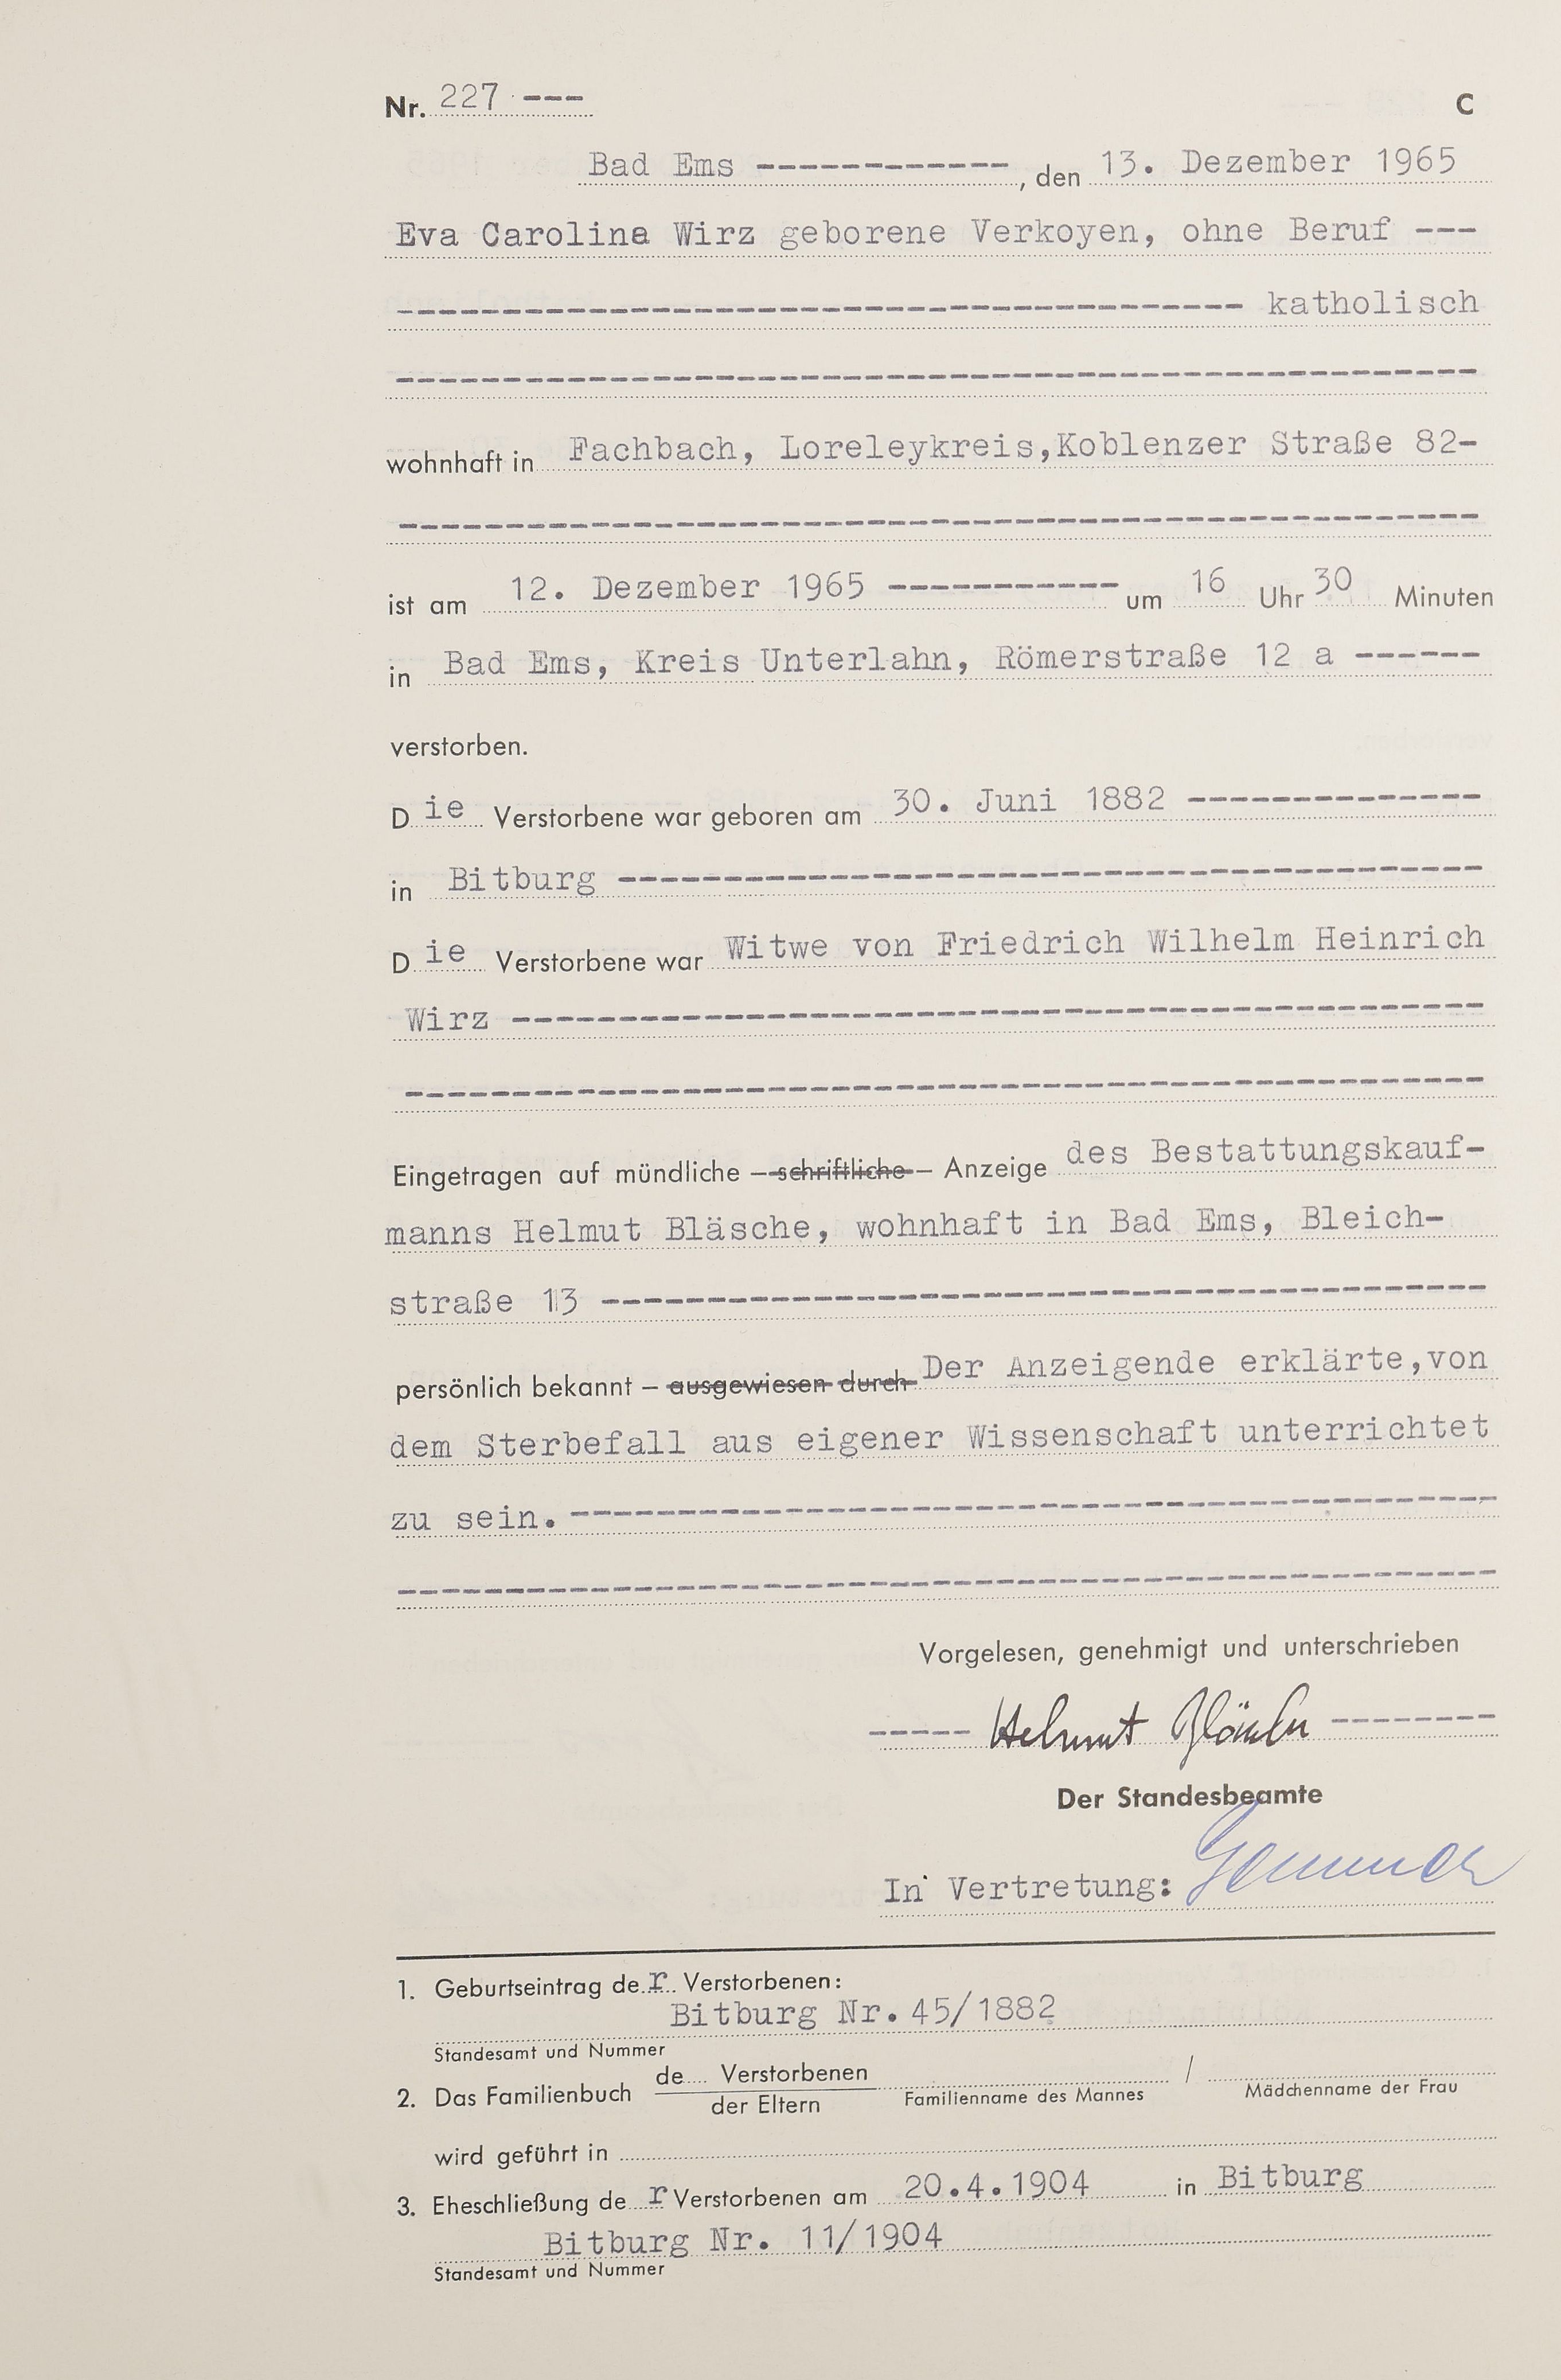 Nr. 227 --- C
Bad Ems ------------, den 13. Dezember 1965
Eva Carolina Wirz geborene Verkoyen, ohne Beruf ---
---------------------------------------- katholisch
---------------------------------------------------
wohnhaft in Fachbach, Loreleykreis,Koblenzer Straße 82-
---------------------------------------------------
ist am 12. Dezember 1965 ----------- um 16 Uhr 30 Minuten
in Bad Ems, Kreis Unterlahn, Römerstraße 12 a ------
verstorben.
Die Verstorbene war geboren am 30. Juni 1882 --------------
in Bitburg -----------------------------------------
Die Verstorbene war Witwe von Friedrich Wilhelm Heinrich
Wirz ----------------------------------------------
---------------------------------------------------
Eingetragen auf mündliche – schriftliche – Anzeige des Bestattungskauf-
manns Helmut Bläsche, wohnhaft in Bad Ems, Bleich-
straße 13 ------------------------------------------
persönlich bekannt – ausgewiesen durch Der Anzeigende erklärte,von
dem Sterbefall aus eigener Wissenschaft unterrichtet
zu sein. --------------------------------------------
----------------------------------------------------
Vorgelesen, genehmigt und unterschrieben
----- Helmut Bläsche --------
Der Standesbeamte
In Vertretung:
1. Geburtseintrag der Verstorbenen:
Bitburg Nr. 45/1882
Standesamt und Nummer
2. Das Familienbuch de.... Verstorbenen /
der Eltern Familienname des Mannes Mädchenname der Frau
wird geführt in
3. Eheschließung der Verstorbenen am 20.4.1904 in Bitburg
Bitburg Nr. 11/1904
Standesamt und Nummer